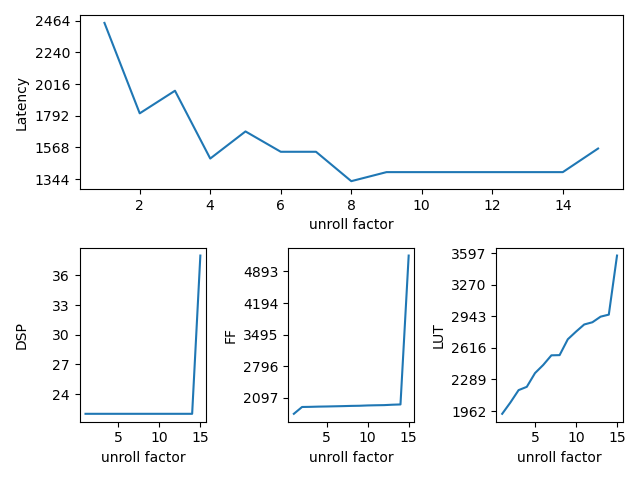 2464
2240
2016
1792
1568
1344
Latency
2 4 6 8 10 12 14
unroll factor
36
33
30
27
24
DSP
5 10 15
unroll factor
4893
4194
3495
2796
2097
FF
5 10 15
unroll factor
3597
3270
2943
2616
2289
1962
LUT
5 10 15
unroll factor